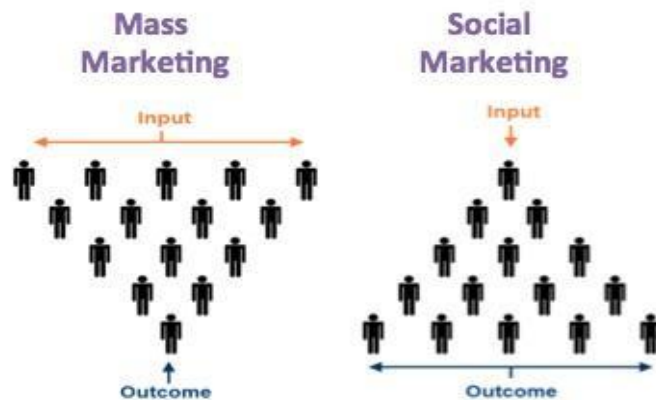 Mass
Marketing
Input
Outcome
Social
Marketing
Input
Outcome